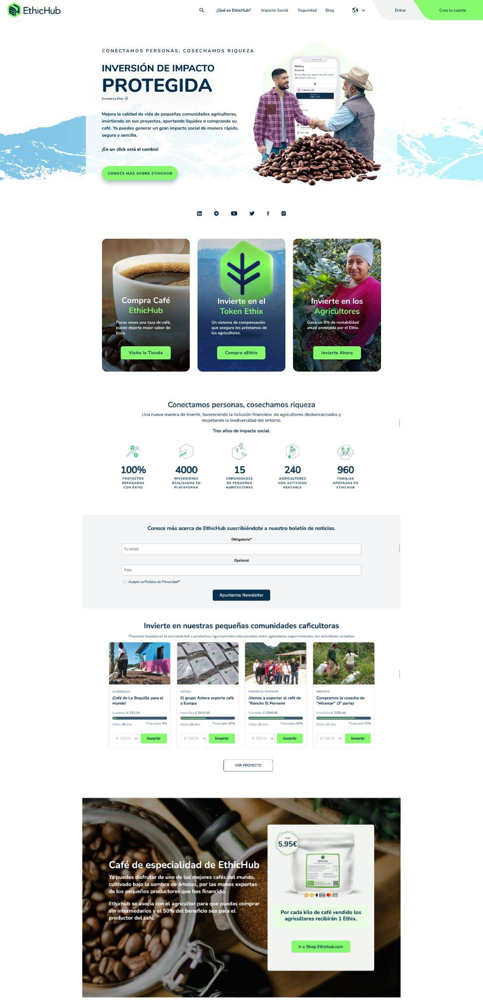 EthicHub
¿Qué es EthicHub?
Impacto Social
Seguridad
Blog
Entrar
Crea tu cuenta
CONECTAMOS PERSONAS, COSECHAMOS RIQUEZA
INVERSIÓN DE IMPACTO
PROTEGIDA
Secured by Ethix
Mejora la calidad de vida de pequeñas comunidades agricultoras,
invirtiendo en sus proyectos, aportando liquidez o comprando su
café. Ya puedes generar un gran impacto social de manera rápida,
segura y sencilla.
¡En un click está el cambio!
CONOCE MÁS SOBRE ETHICHUB
Staking
General
Compra Café
EthicHub
Pocas veces una taza de café,
puede dejarte mejor sabor de
boca.
Visita la Tienda
Invierte en el
Token Ethix
Un sistema de compensación
que asegura los préstamos de
los agricultores.
Compra xEthix
Invierte en los
Agricultores
Gana un 8% de rentabilidad
anual protegida por el Ethix.
Invierte Ahora
Conectamos personas, cosechamos riqueza
Una nueva manera de invertir, favoreciendo la inclusión financiera de agricultores desbancarizados y
respetando la biodiversidad del entorno.
Tres años de impacto social.
100%
PROYECTOS
REPAGADOS
CON ÉXITO
4000
INVERSIONES
REALIZADAS EN
PLATAFORMA
15
COMUNIDADES
DE PEQUEÑOS
AGRICULTORES
240
AGRICULTORES
CON ACTIVIDAD
RENTABLE
960
FAMILIAS
APOYADAS EN
ETHICHUB
Conoce más acerca de EthicHub suscribiéndote a nuestro boletín de noticias.
Obligatorio*
Tu email
Opcional
País
Acepto la Política de Privacidad*
Apuntarme Newsletter
Invierte en nuestras pequeñas comunidades caficultoras
Proyectos basados en la economía real y productiva, rigurosemente seleccionados entre agricultores experimentados con actividades rentables
LA BOQUILLA
¡Café de La Boquilla para el
mundo!
Invertidos € 523.24
Faltan 30 días
Financiado 6%
€ 100.0
Invertir
AZTECA
El grupo Azteca exporta café
a Europa
Invertidos € 3919.56
Faltan 26 días
Financiado 47%
€ 100.0
Invertir
RANCHO EL PORVENIR
¡Vamos a exportar el café de
"Rancho El Porvenir
Invertidos € 5399.85
Faltan 16 días
Financiado 67%
€ 100.0
Invertir
MIRAMAR
Compremos la cosecha de
"Miramar" (3ª parte)
Invertidos € 7025.44
Faltan 22 días
Financiado 71%
€ 100.0
Invertir
VER PROYECTO
Café de especialidad de EthicHub
Ya puedes disfrutar de uno de los mejores cafés del mundo,
cultivado bajo la sombra de árboles, por las manos expertas
de los pequeños productores que has financido.
Ethichub se asocia con el agricultor para que puedas comprar
sin intermedarios y el 50% del beneficio sea para el
productor del café.
Desde
5.95€
EthicHub
VISA
Por cada kilo de café vendido los
agricultores recibirán 1 Ethix.
Ir a Shop.Ethichub.com